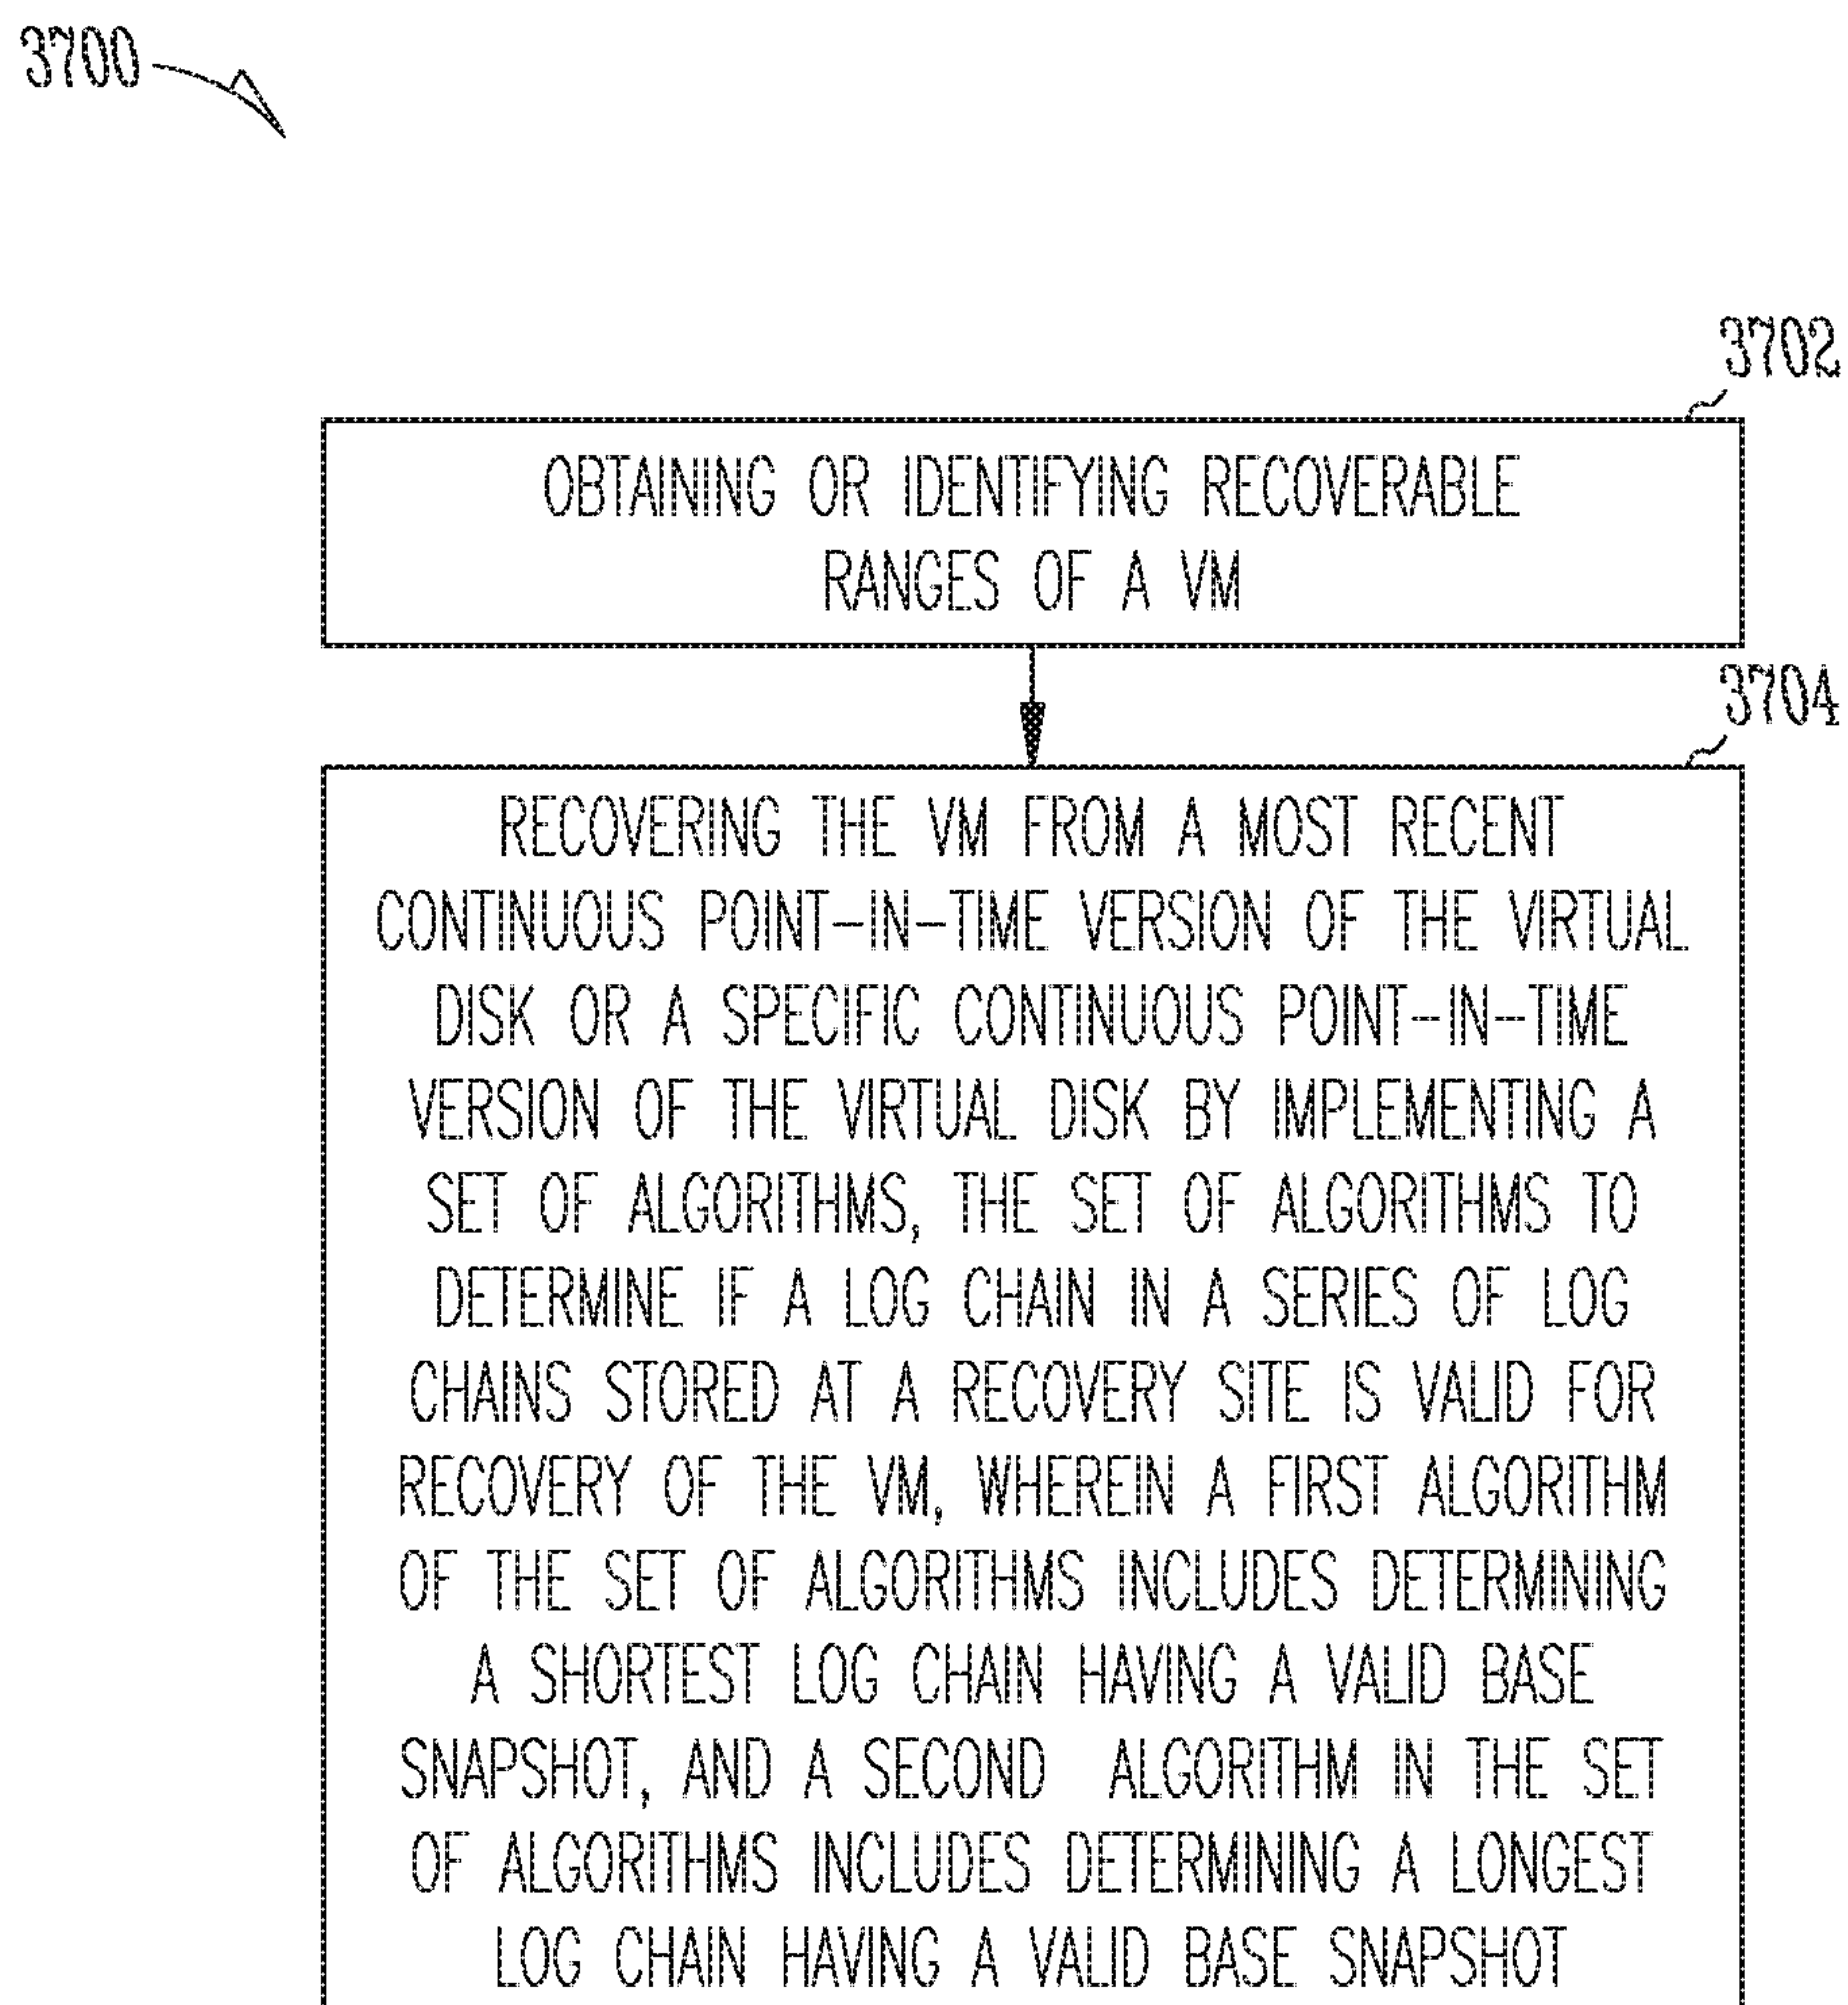 3700
3702
OBTAINING OR IDENTIFYING RECOVERABLE
RANGES OF A VM
3704
RECOVERING THE VM FROM A MOST RECENT
CONTINUOUS POINT-IN-TIME VERSION OF THE VIRTUAL
DISK OR A SPECIFIC CONTINUOUS POINT-IN-TIME
VERSION OF THE VIRTUAL DISK BY IMPLEMENTING A
SET OF ALGORITHMS, THE SET OF ALGORITHMS TO
DETERMINE IF A LOG CHAIN IN A SERIES OF LOG
CHAINS STORED AT A RECOVERY SITE IS VALID FOR
RECOVERY OF THE VM, WHEREIN A FIRST ALGORITHM
OF THE SET OF ALGORITHMS INCLUDES DETERMINING
A SHORTEST LOG CHAIN HAVING A VALID BASE
SNAPSHOT, AND A SECOND ALGORITHM IN THE SET
OF ALGORITHMS INCLUDES DETERMINING A LONGEST
LOG CHAIN HAVING A VALID BASE SNAPSHOT